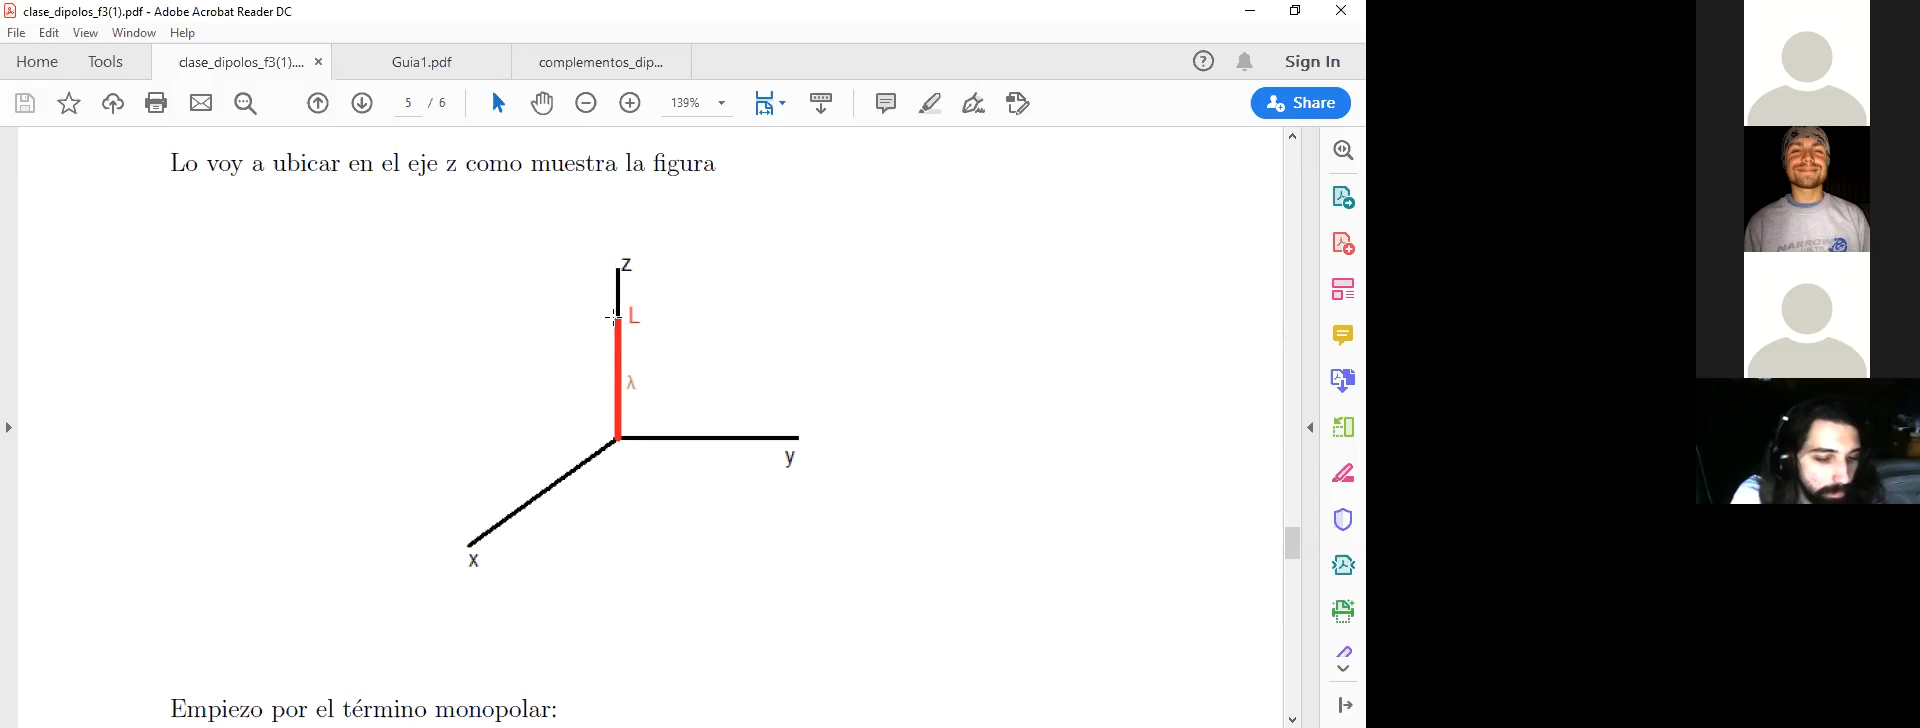 clase_dipolos_f3(1).pdf - Adobe Acrobat Reader DC
File Edit View Window Help
Home Tools clase_dipolos_f3(1).... × Guia1.pdf complementos_dip... ? Sign In
5 / 6 139% Share
Lo voy a ubicar en el eje z como muestra la figura
z
L
λ
y
x
Empiezo por el término monopolar:
NARROW